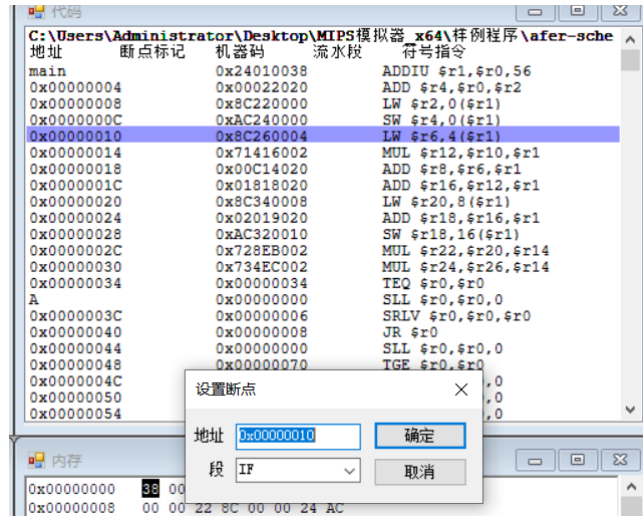 代码
C:\Users\Administrator\Desktop\MIPS模拟器_x64\样例程序\afer-sche
地址 断点标记 机器码 流水段 符号指令
main 0x24010038 ADDIU $r1,$r0,56
0x00000004 0x00022020 ADD $r4,$r0,$r2
0x00000008 0x8C220000 LW $r2,0($r1)
0x0000000C 0xAC240000 SW $r4,0($r1)
0x00000010 0x8C260004 LW $r6,4($r1)
0x00000014 0x71416002 MUL $r12,$r10,$r1
0x00000018 0x00C14020 ADD $r8,$r6,$r1
0x0000001C 0x01818020 ADD $r16,$r12,$r1
0x00000020 0x8C340008 LW $r20,8($r1)
0x00000024 0x02019020 ADD $r18,$r16,$r1
0x00000028 0xAC320010 SW $r18,16($r1)
0x0000002C 0x728EB002 MUL $r22,$r20,$r14
0x00000030 0x734EC002 MUL $r24,$r26,$r14
0x00000034 0x00000034 TEQ $r0,$r0
A 0x00000000 SLL $r0,$r0,0
0x0000003C 0x00000006 SRLV $r0,$r0,$r0
0x00000040 0x00000008 JR $r0
0x00000044 0x00000000 SLL $r0,$r0,0
0x00000048 0x00000070 TGE $r0,$r0
0x0000004C ,0
0x00000050 ,0
0x00000054 ,0
设置断点
地址 0x00000010 确定
段 IF 取消
内存
0x00000000 38 00
0x00000008 00 00 22 8C 00 00 24 AC